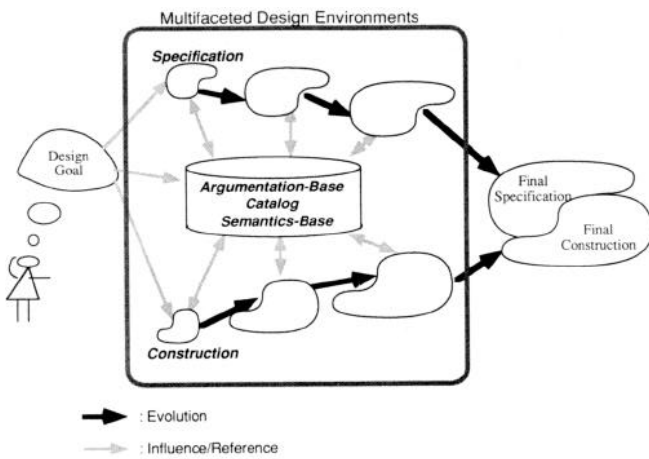 Multifaceted Design Environments
Specification
Design
Goal
Argumentation-Base
Catalog
Semantics-Base
Final
Specification
Final
Construction
Construction
: Evolution
: Influence/Reference